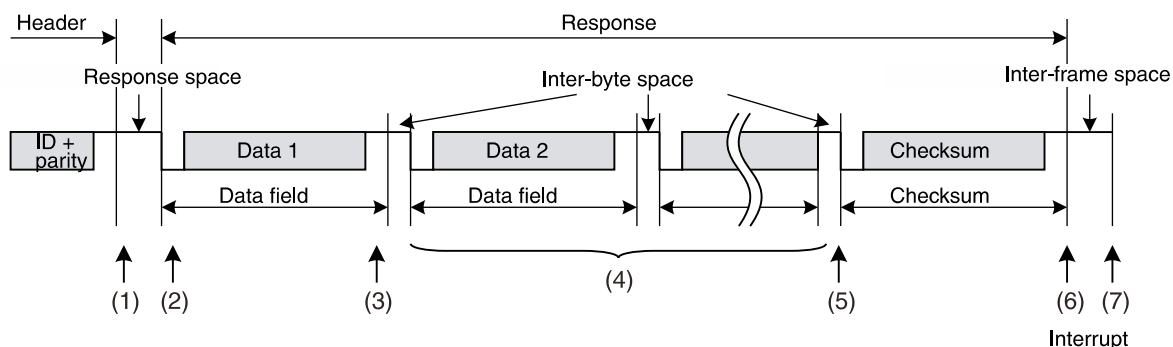 Header
Response
Response space
Inter-byte space
Inter-frame space
ID +
parity
Data 1
Data 2
Checksum
Data field
Data field
Checksum
(1)
(2)
(3)
(4)
(5)
(6)
(7)
Interrupt